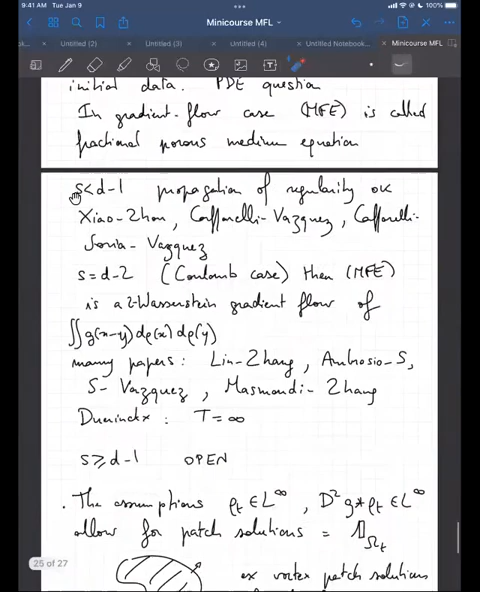 9:41 AM Tue Jan 9
100%
Minicourse MFL
Untitled (2)
Untitled (3)
Untitled (4)
Untitled Notebook...
Minicourse MFL
initial data. PDE question
In gradient-flow case (MFE) is called
fractional porous medium equation
s<d-1 propagation of regularity ok
Xiao-Zhou, Caffarelli-Vazquez, Caffarelli-
Soria-Vazquez
s=d-2 (Coulomb case) then (MFE)
is a 2-Wasserstein gradient flow of
∬g(x-y)dρ(x)dρ(y)
many papers: Lin-Zhang, Ambrosio-S,
S-Vazquez, Masmoudi-Zhang
Duerinckx: T=∞
s⩾d-1 OPEN
. The assumptions ρ_t ∈ L^∞, D²g*ρ_t ∈ L^∞
allow for patch solutions = 𝟙_Ω_t
25 of 27
ex vortex patch solutions